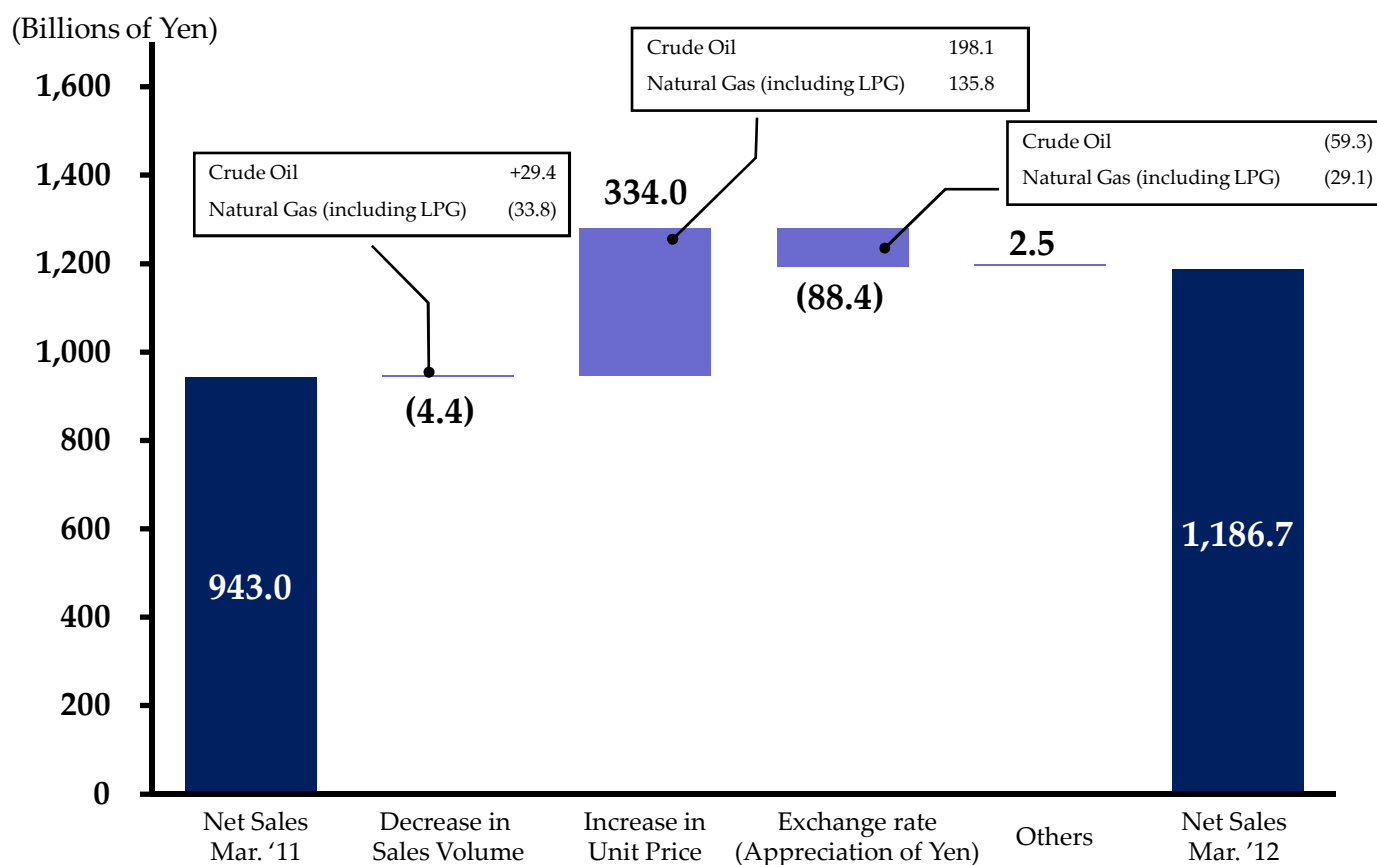 (Billions of Yen)
1,600
1,400
1,200
1,000
800
600
400
200
0
Crude Oil +29.4
Natural Gas (including LPG) (33.8)
Crude Oil 198.1
Natural Gas (including LPG) 135.8
Crude Oil (59.3)
Natural Gas (including LPG) (29.1)
943.0
(4.4)
334.0
(88.4)
2.5
1,186.7
Net Sales
Mar. ‘11
Decrease in
Sales Volume
Increase in
Unit Price
Exchange rate
(Appreciation of Yen)
Others
Net Sales
Mar. ‘12